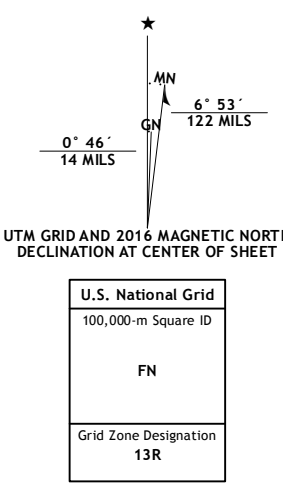 ★
MN
6° 53´
122 MILS
GN
0° 46´
14 MILS
UTM GRID AND 2016 MAGNETIC NORTH
DECLINATION AT CENTER OF SHEET
U.S. National Grid
100,000-m Square ID
FN
Grid Zone Designation
13R